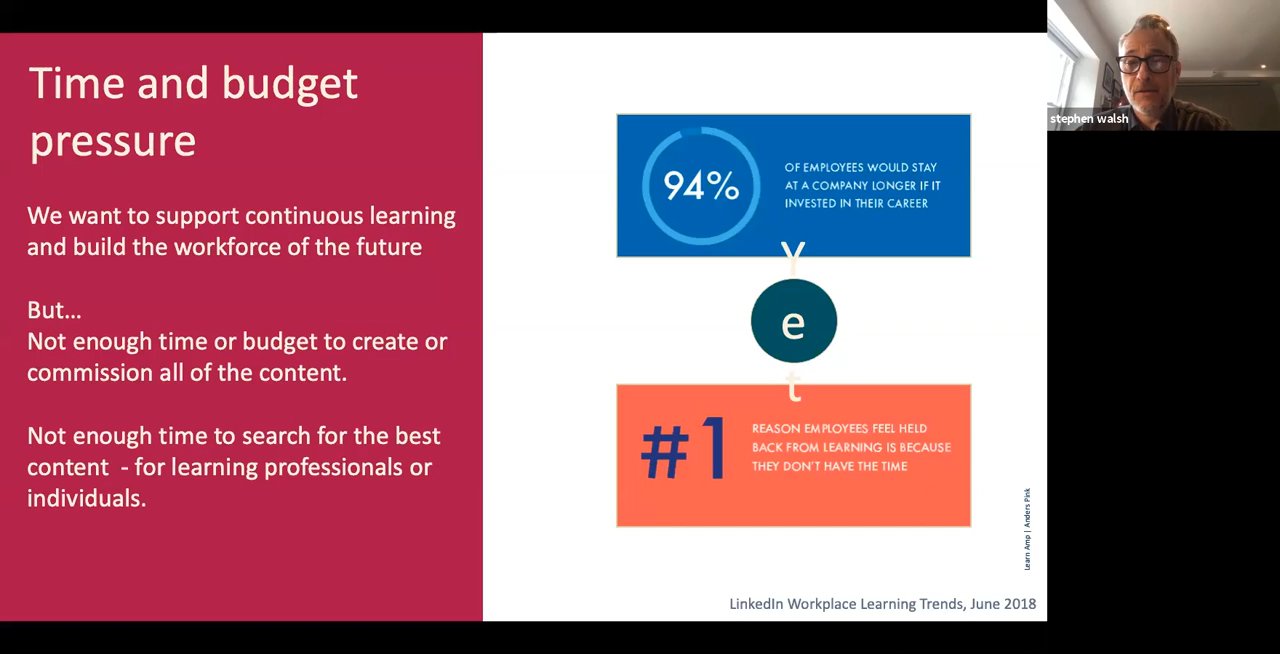 Time and budget
pressure
We want to support continuous learning
and build the workforce of the future
But...
Not enough time or budget to create or
commission all of the content.
Not enough time to search for the best
content  - for learning professionals or
individuals.
94%
OF EMPLOYEES WOULD STAY
AT A COMPANY LONGER IF IT
INVESTED IN THEIR CAREER
Y
e
t
#1
REASON EMPLOYEES FEEL HELD
BACK FROM LEARNING IS BECAUSE
THEY DON'T HAVE THE TIME
Learn Amp | Anders Pink
LinkedIn Workplace Learning Trends, June 2018
stephen walsh